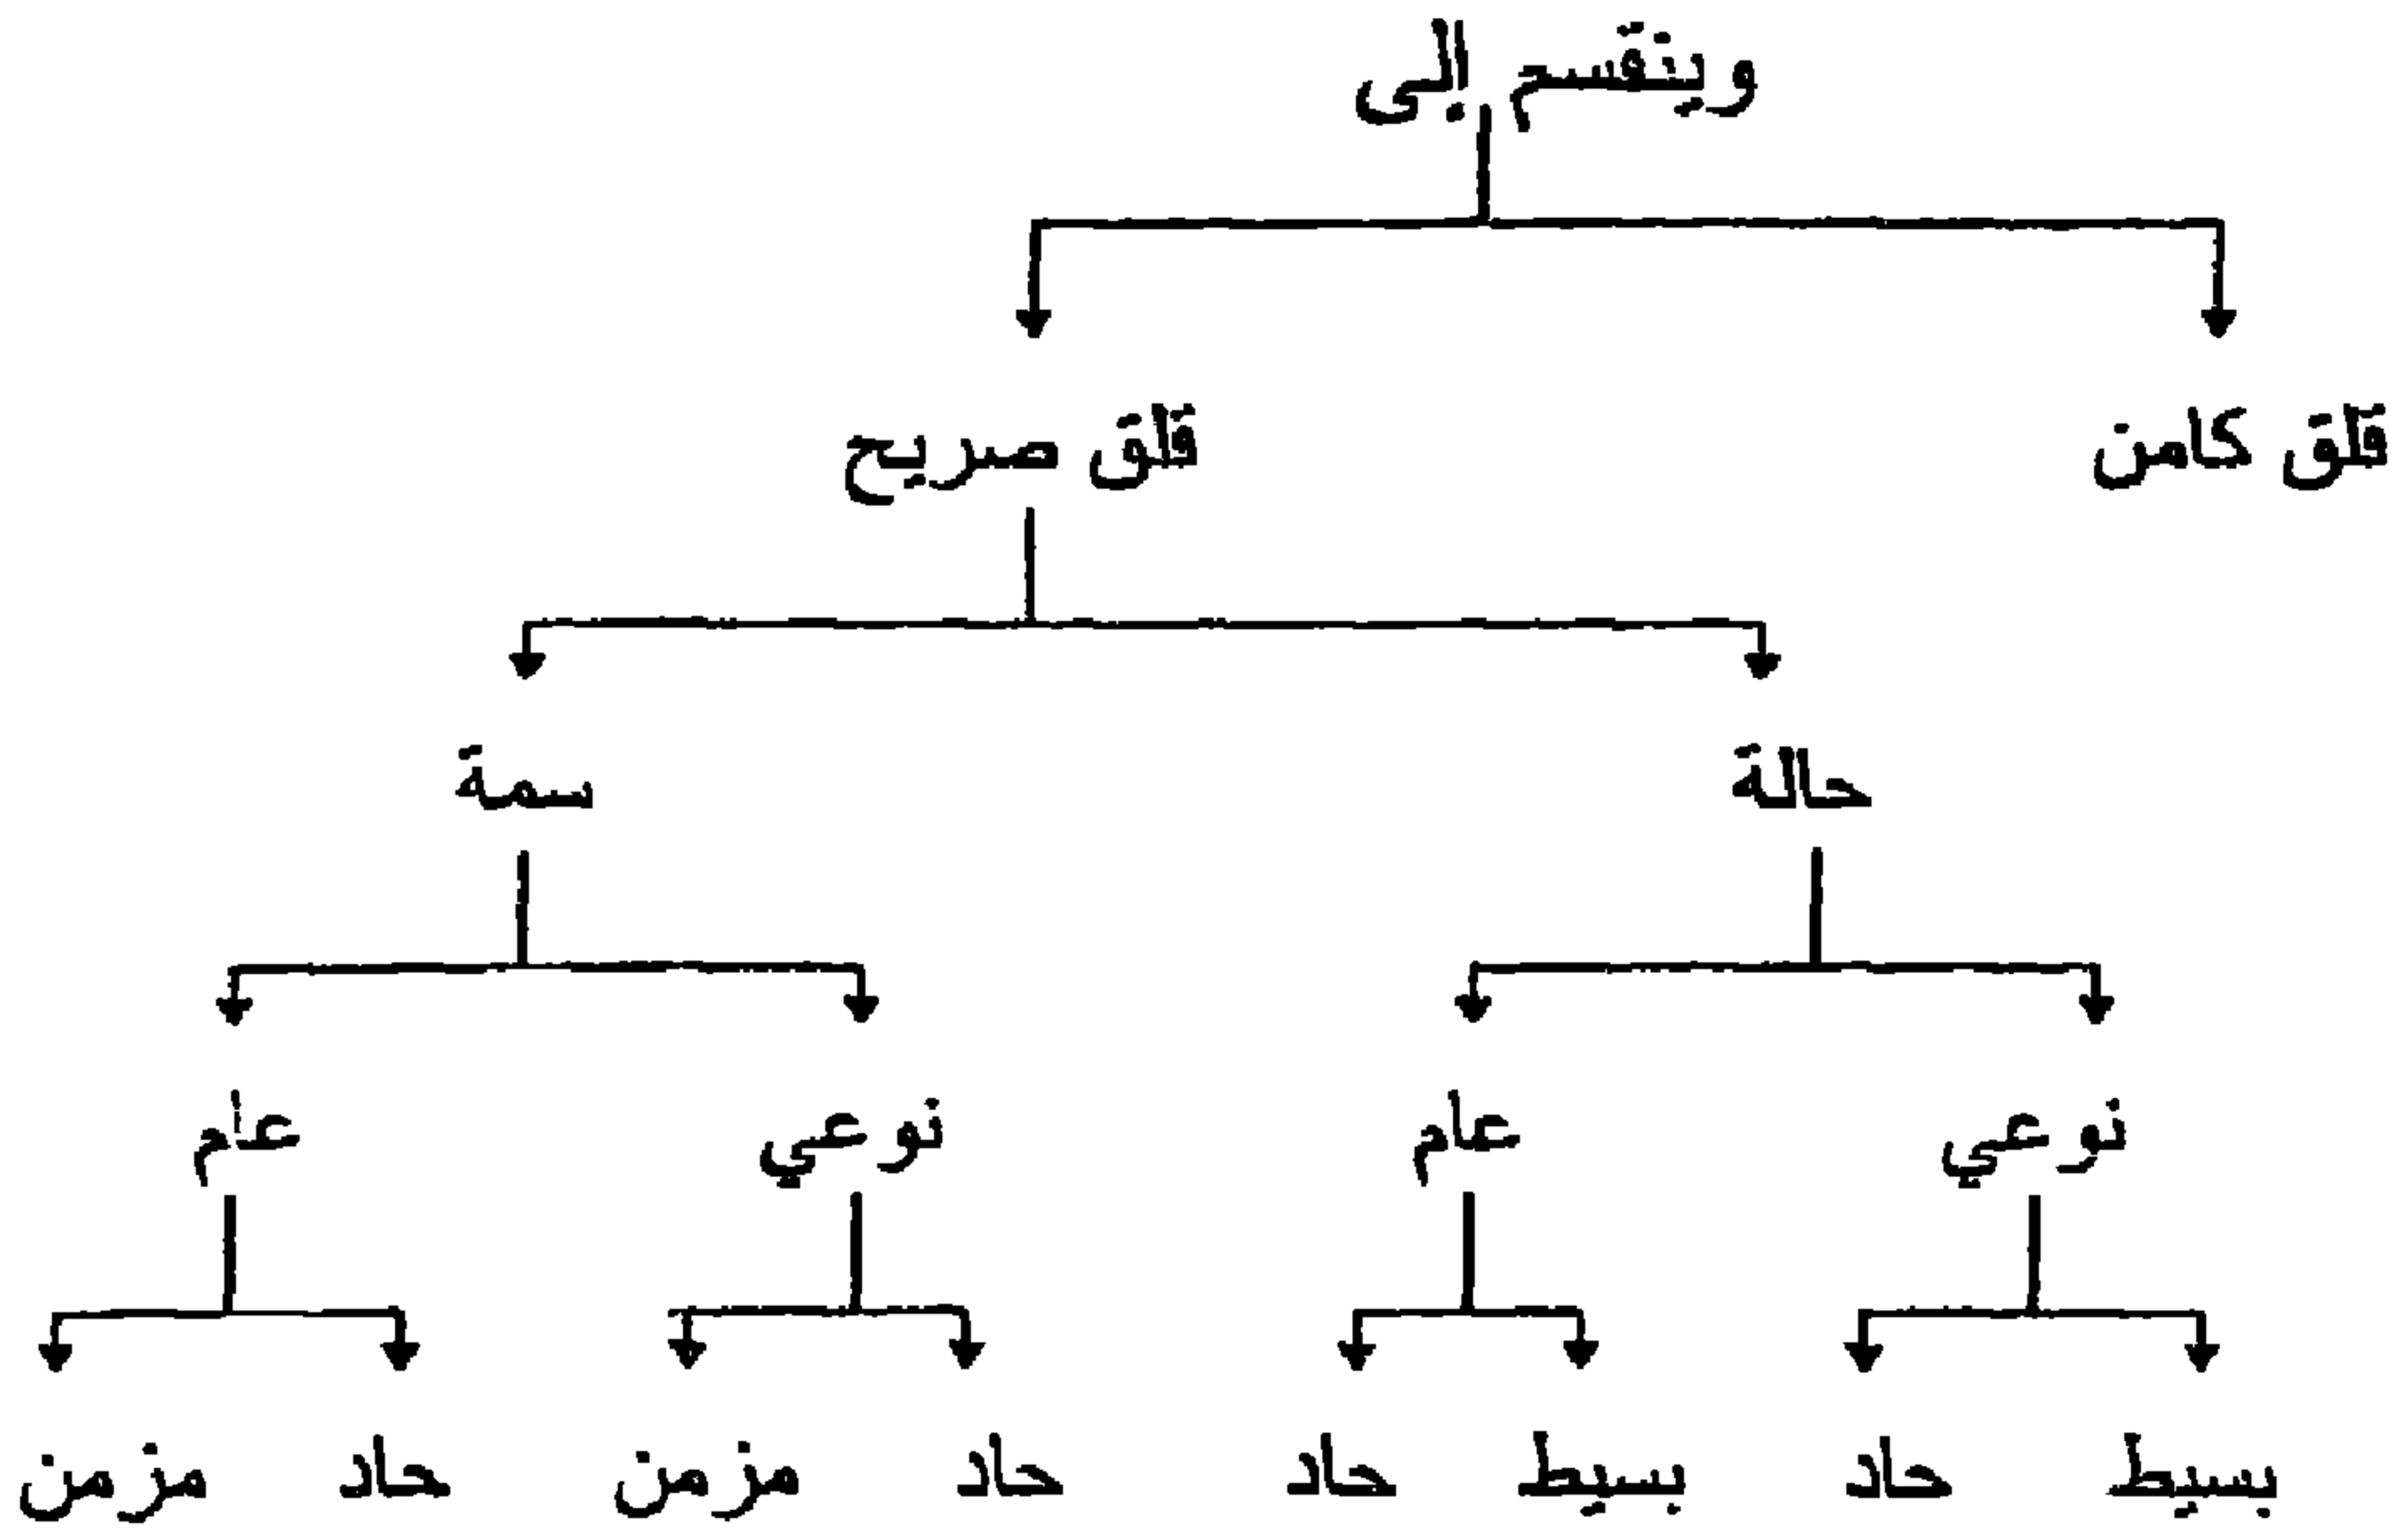 وينقسم إلى
قلق كامن قلق صريح
حالة سمة
نوعي عام نوعي عام
بسيط حاد بسيط حاد حاد مزمن حاد مزمن